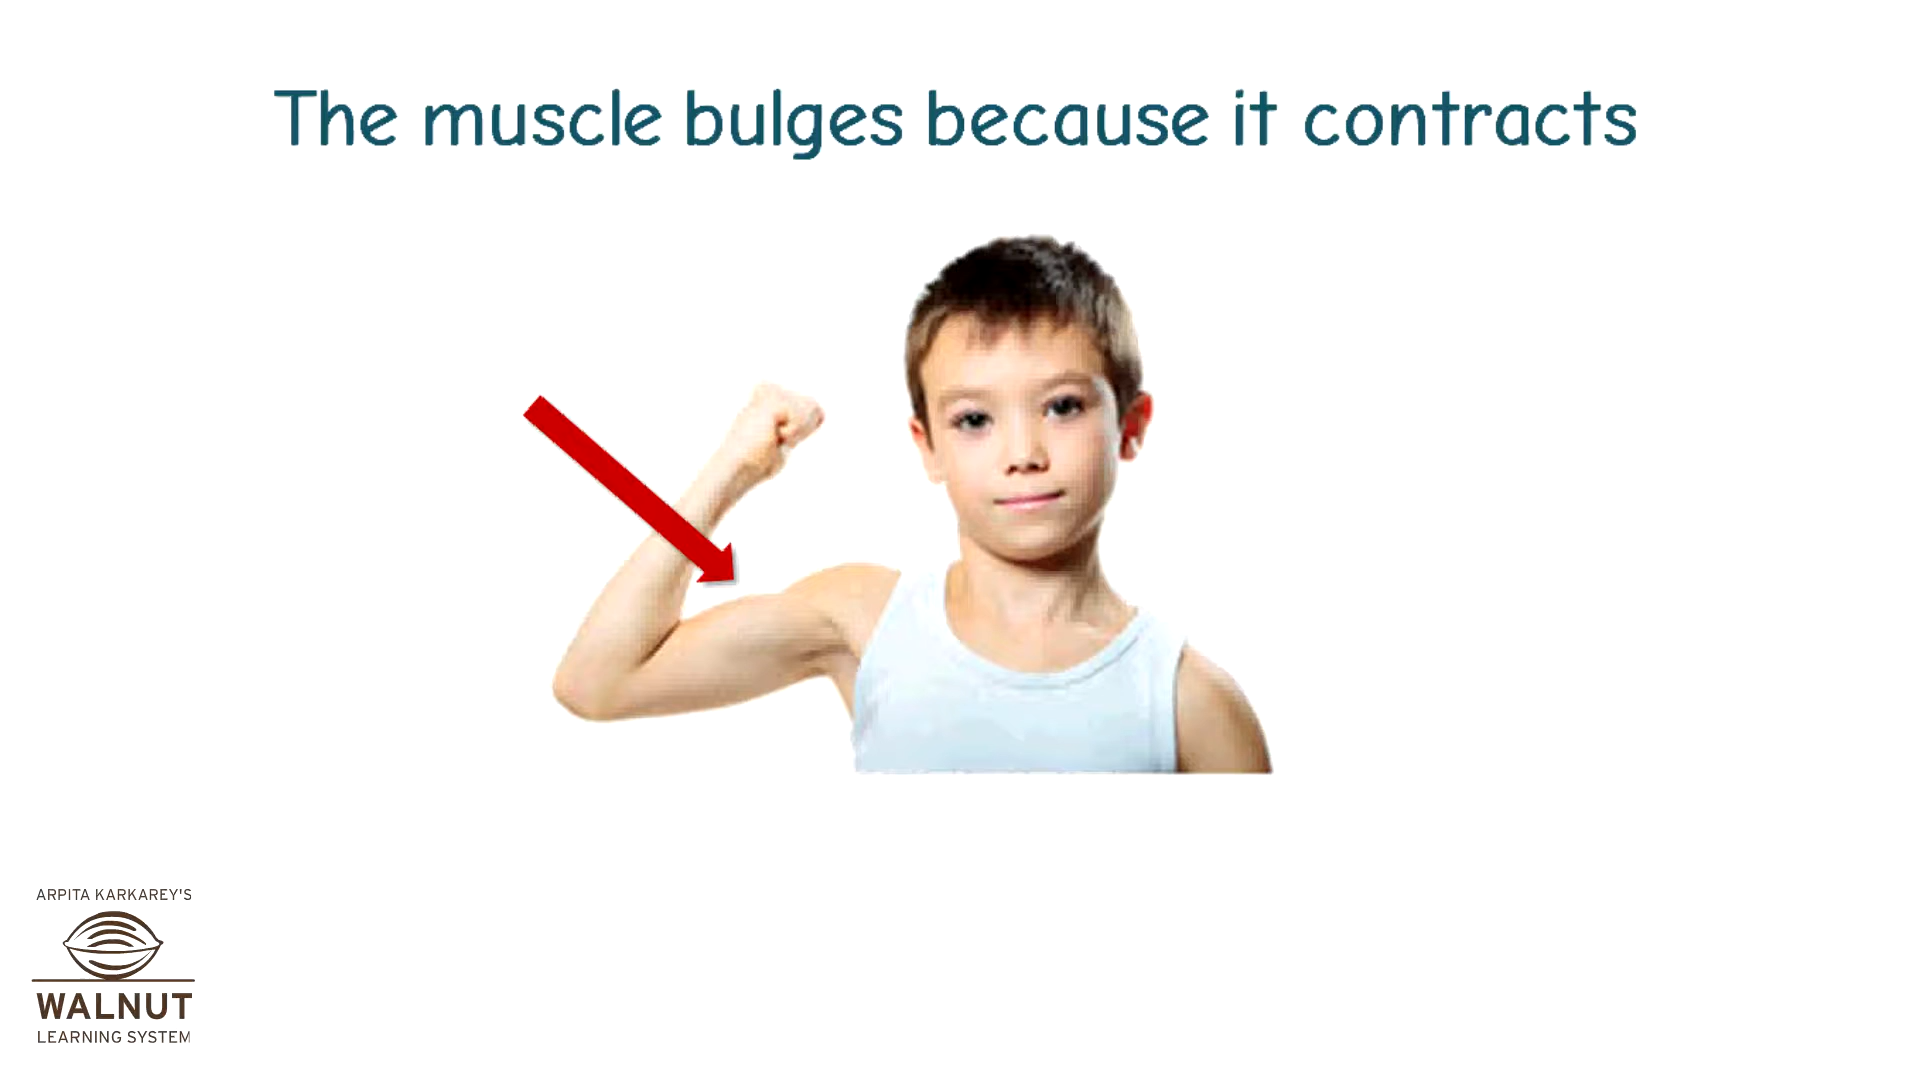 The muscle bulges because it contracts
ARPITA KARKAREY'S
WALNUT
LEARNING SYSTEM